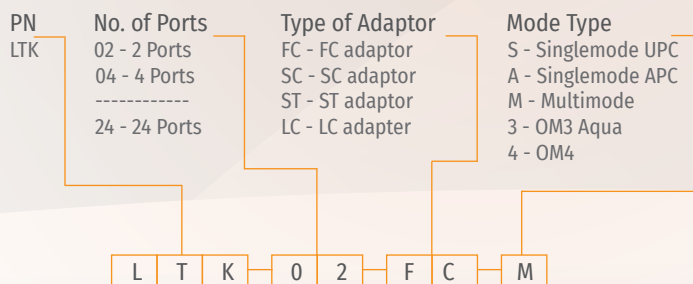 PN
LTK
No. of Ports
02 - 2 Ports
04 - 4 Ports
------------
24 - 24 Ports
Type of Adaptor
FC - FC adaptor
SC - SC adaptor
ST - ST adaptor
LC - LC adapter
Mode Type
S - Singlemode UPC
A - Singlemode APC
M - Multimode
3 - OM3 Aqua
4 - OM4
L T K 0 2 F C M